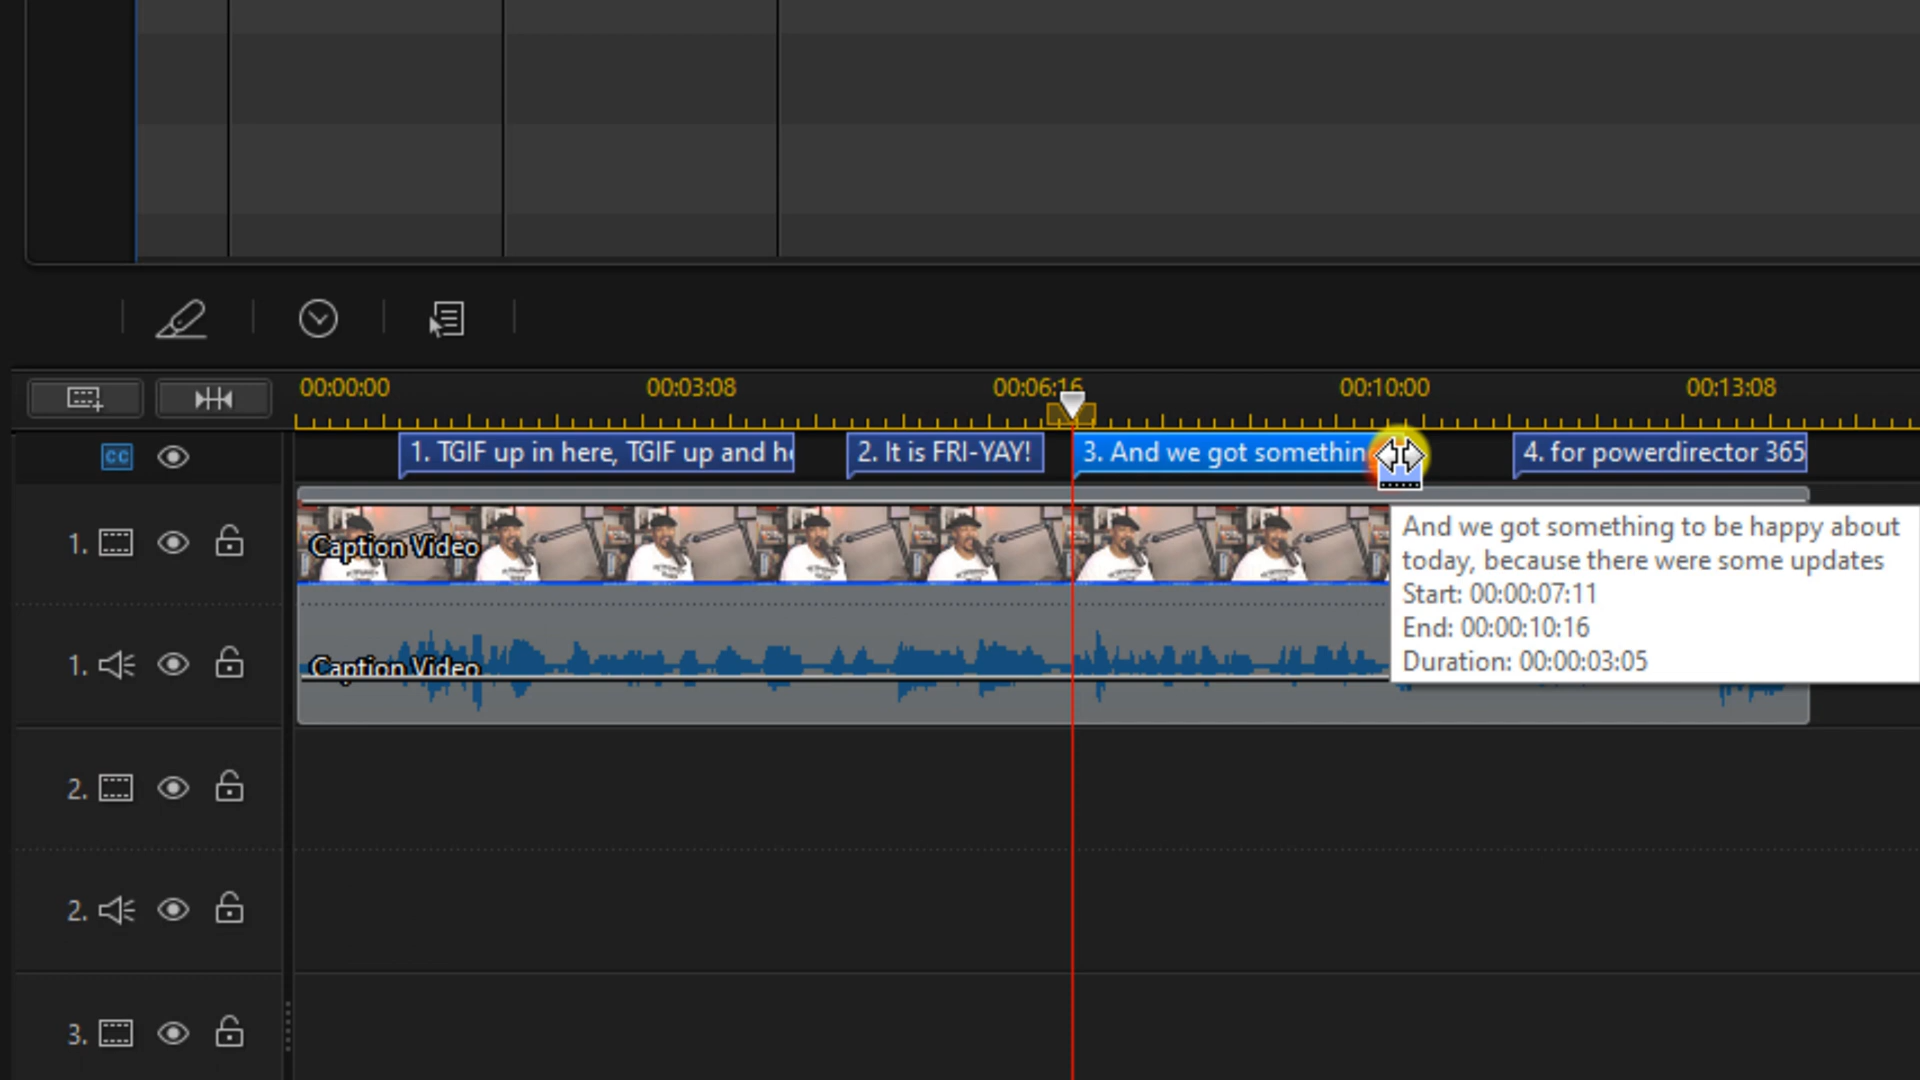 00:00:00 00:03:08 00:06:16 00:10:00 00:13:08
CC
1. TGIF up in here, TGIF up and he
2. It is FRI-YAY!
3. And we got somethin
4. for powerdirector 365
1.
Caption Video
And we got something to be happy about
today, because there were some updates
Start: 00:00:07:11
End: 00:00:10:16
Duration: 00:00:03:05
1.
Caption Video
2.
2.
3.